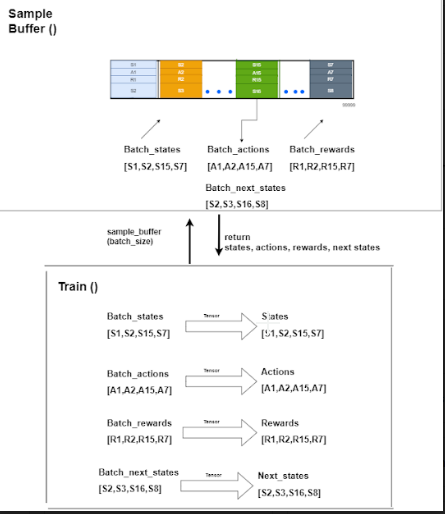 Sample
Buffer ()
S1
A1
R1
S2
S2
A2
R2
S3
S15
A15
R15
S16
S7
A7
R7
S8
Batch_states
[S1,S2,S15,S7]
Batch_actions
[A1,A2,A15,A7]
Batch_rewards
[R1,R2,R15,R7]
Batch_next_states
[S2,S3,S16,S8]
sample_buffer
(batch_size)
return
states, actions, rewards, next states
Train ()
Batch_states
[S1,S2,S15,S7]
Tensor
States
[S1,S2,S15,S7]
Batch_actions
[A1,A2,A15,A7]
Tensor
Actions
[A1,A2,A15,A7]
Batch_rewards
[R1,R2,R15,R7]
Tensor
Rewards
[R1,R2,R15,R7]
Batch_next_states
[S2,S3,S16,S8]
Tensor
Next_states
[S2,S3,S16,S8]